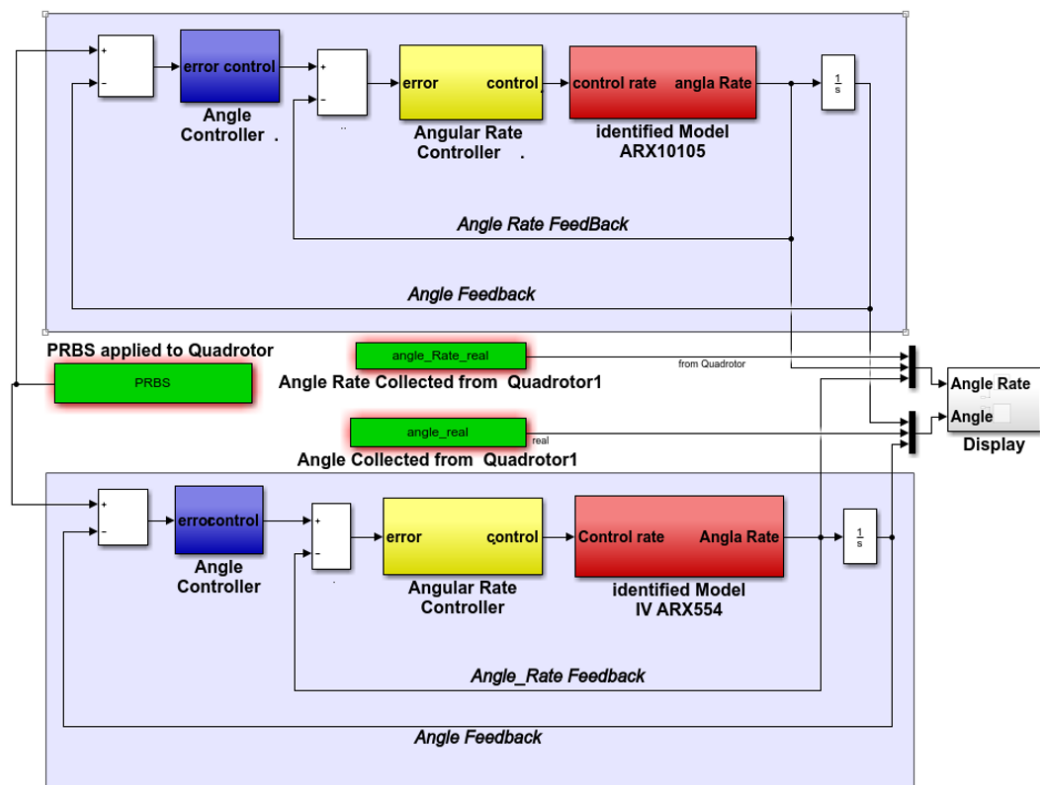 +
−
error control
Angle
Controller .
+
−
..
error control
Angular Rate
Controller .
control rate angla Rate
identified Model
ARX10105
1
s
Angle Rate FeedBack
Angle Feedback
PRBS applied to Quadrotor
PRBS
angle_Rate_real
from Quadrotor
Angle Rate Collected from Quadrotor1
angle_real
real
Angle Collected from Quadrotor1
Angle Rate
Angle
Display
+
−
errocontrol
Angle
Controller
+
−
.
error control
Angular Rate
Controller
Control rate Angla Rate
identified Model
IV ARX554
1
s
Angle_Rate Feedback
Angle Feedback